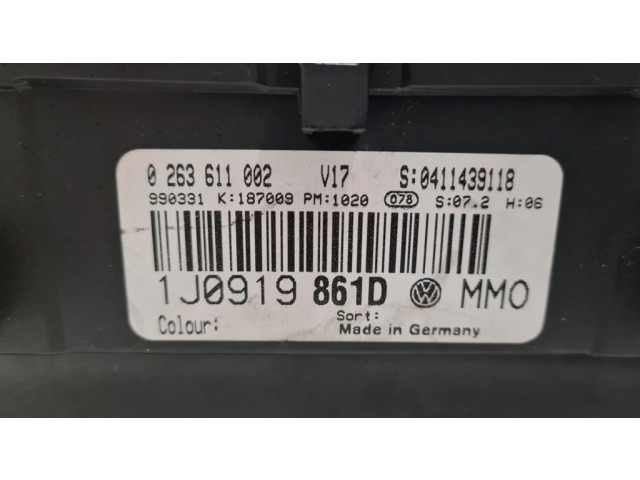 0 263 611 002 V17 S:0411439118
990331 K:187009 PM:1020 078 S:07.2 H:06
1J0919 861D VW MMO
Colour: Sort:
Made in Germany